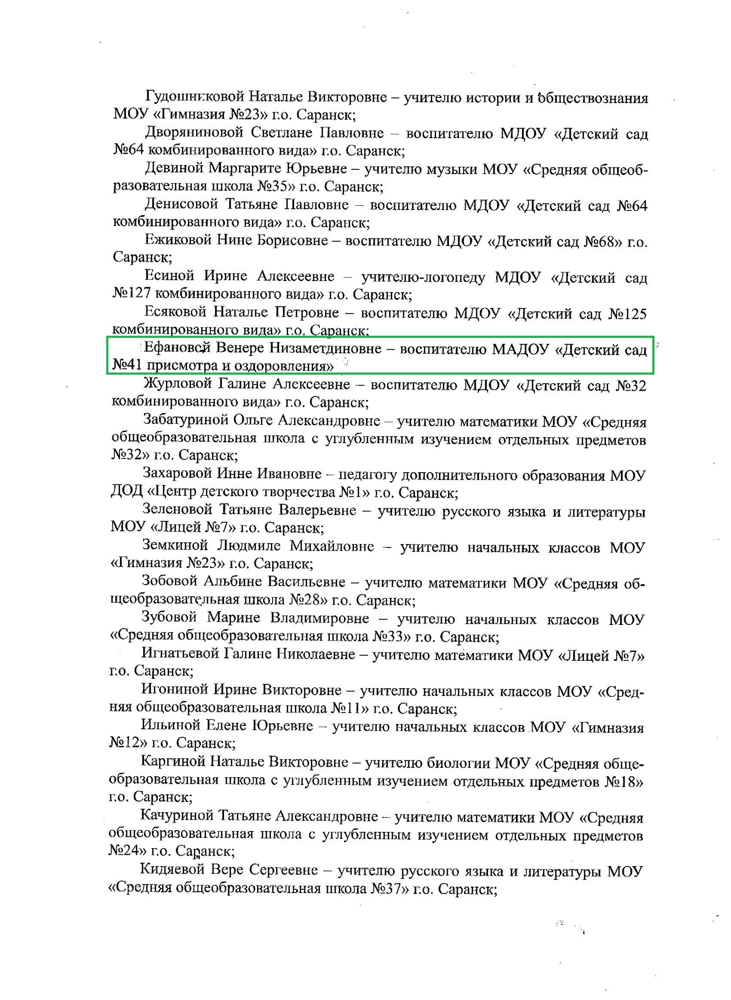 Гудошниковой Наталье Викторовне – учителю истории и обществознания
МОУ «Гимназия №23» г.о. Саранск;
Дворяниновой Светлане Павловне – воспитателю МДОУ «Детский сад
№64 комбинированного вида» г.о. Саранск;
Девиной Маргарите Юрьевне – учителю музыки МОУ «Средняя общеоб-
разовательная школа №35» г.о. Саранск;
Денисовой Татьяне Павловне – воспитателю МДОУ «Детский сад №64
комбинированного вида» г.о. Саранск;
Ежиковой Нине Борисовне – воспитателю МДОУ «Детский сад №68» г.о.
Саранск;
Есиной Ирине Алексеевне – учителю-логопеду МДОУ «Детский сад
№127 комбинированного вида» г.о. Саранск;
Есяковой Наталье Петровне – воспитателю МДОУ «Детский сад №125
комбинированного вида» г.о. Саранск;
Ефановой Венере Низаметдиновне – воспитателю МАДОУ «Детский сад
№41 присмотра и оздоровления»
Журловой Галине Алексеевне – воспитателю МДОУ «Детский сад №32
комбинированного вида» г.о. Саранск;
Забатуриной Ольге Александровне – учителю математики МОУ «Средняя
общеобразовательная школа с углубленным изучением отдельных предметов
№32» г.о. Саранск;
Захаровой Инне Ивановне – педагогу дополнительного образования МОУ
ДОД «Центр детского творчества №1» г.о. Саранск;
Зеленовой Татьяне Валерьевне – учителю русского языка и литературы
МОУ «Лицей №7» г.о. Саранск;
Земкиной Людмиле Михайловне – учителю начальных классов МОУ
«Гимназия №23» г.о. Саранск;
Зобовой Альбине Васильевне – учителю математики МОУ «Средняя об-
щеобразовательная школа №28» г.о. Саранск;
Зубовой Марине Владимировне – учителю начальных классов МОУ
«Средняя общеобразовательная школа №33» г.о. Саранск;
Игнатьевой Галине Николаевне – учителю математики МОУ «Лицей №7»
г.о. Саранск;
Игониной Ирине Викторовне – учителю начальных классов МОУ «Сред-
няя общеобразовательная школа №11» г.о. Саранск;
Ильиной Елене Юрьевне – учителю начальных классов МОУ «Гимназия
№12» г.о. Саранск;
Каргиной Наталье Викторовне – учителю биологии МОУ «Средняя обще-
образовательная школа с углубленным изучением отдельных предметов №18»
г.о. Саранск;
Качуриной Татьяне Александровне – учителю математики МОУ «Средняя
общеобразовательная школа с углубленным изучением отдельных предметов
№24» г.о. Саранск;
Кидяевой Вере Сергеевне – учителю русского языка и литературы МОУ
«Средняя общеобразовательная школа №37» г.о. Саранск;